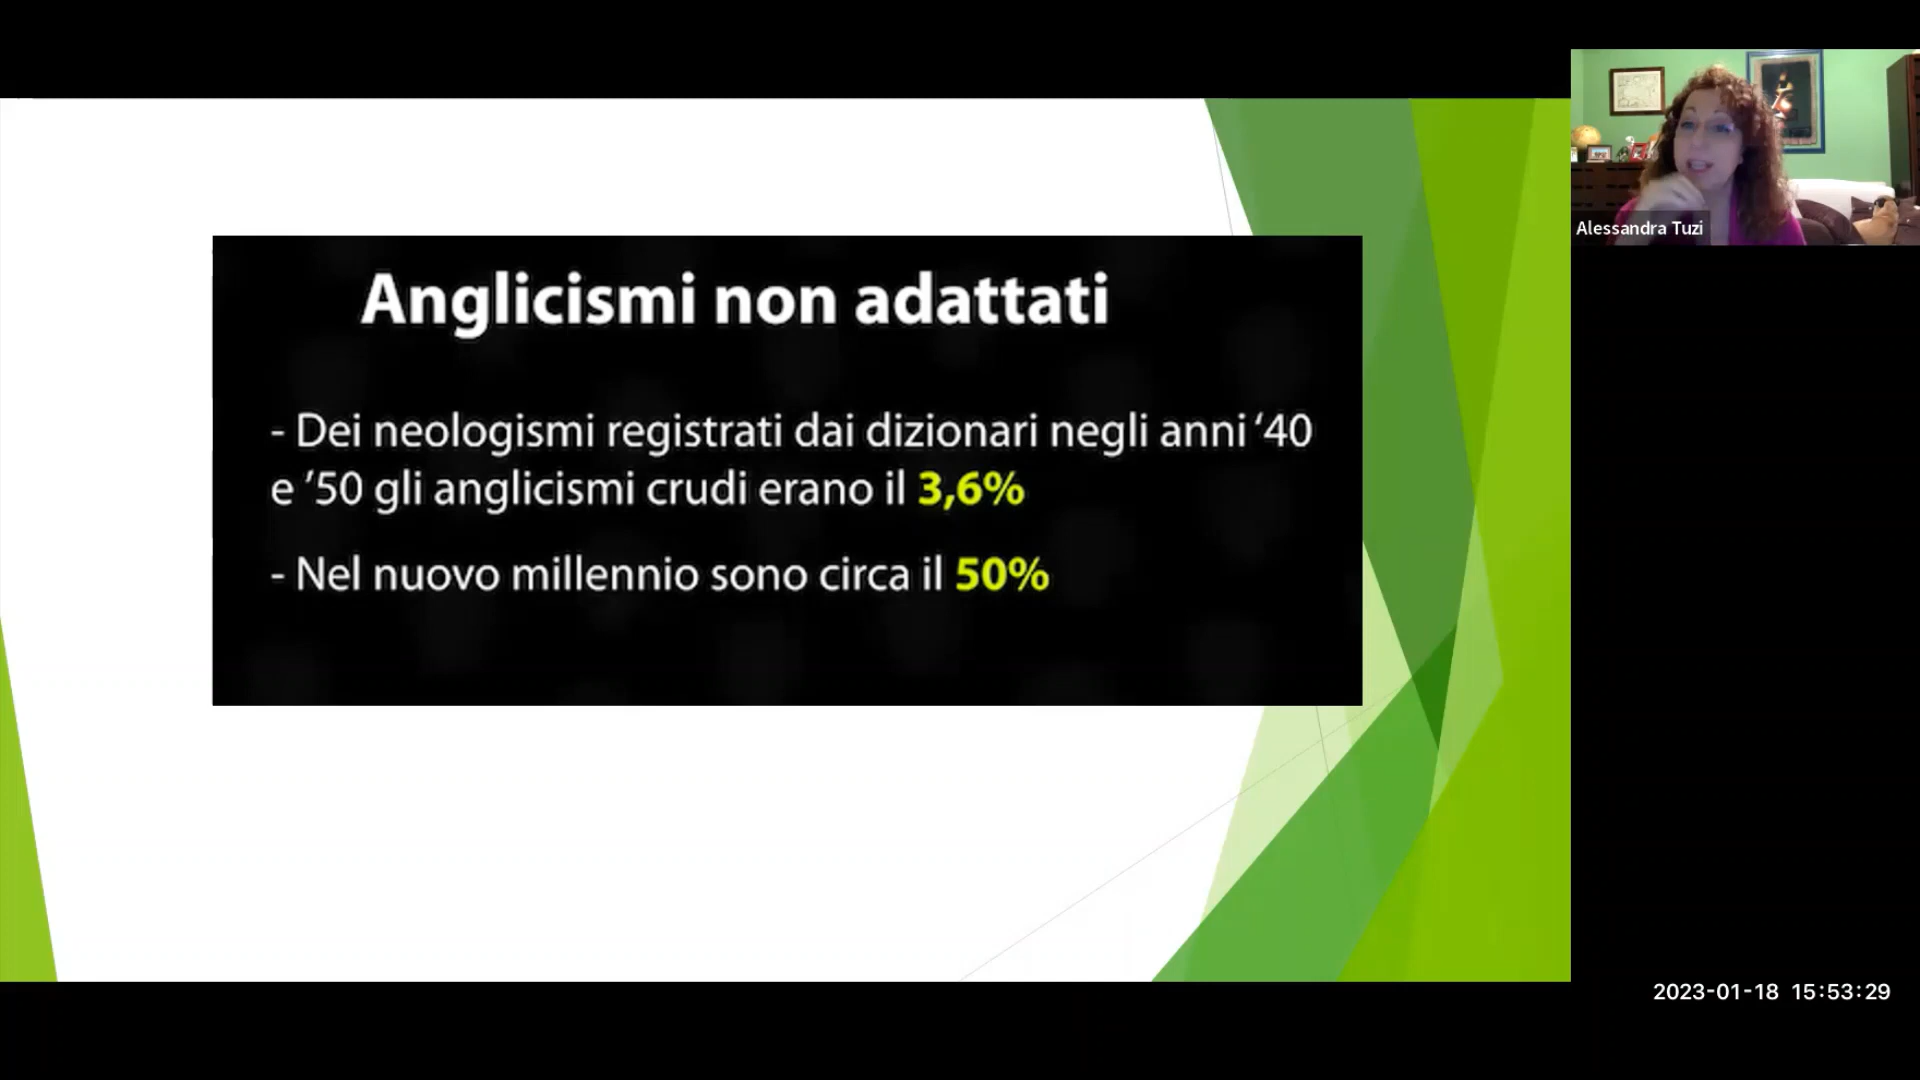 Anglicismi non adattati
- Dei neologismi registrati dai dizionari negli anni ‘40
e ’50 gli anglicismi crudi erano il 3,6%
- Nel nuovo millennio sono circa il 50%
Alessandra Tuzi
2023-01-18 15:53:29